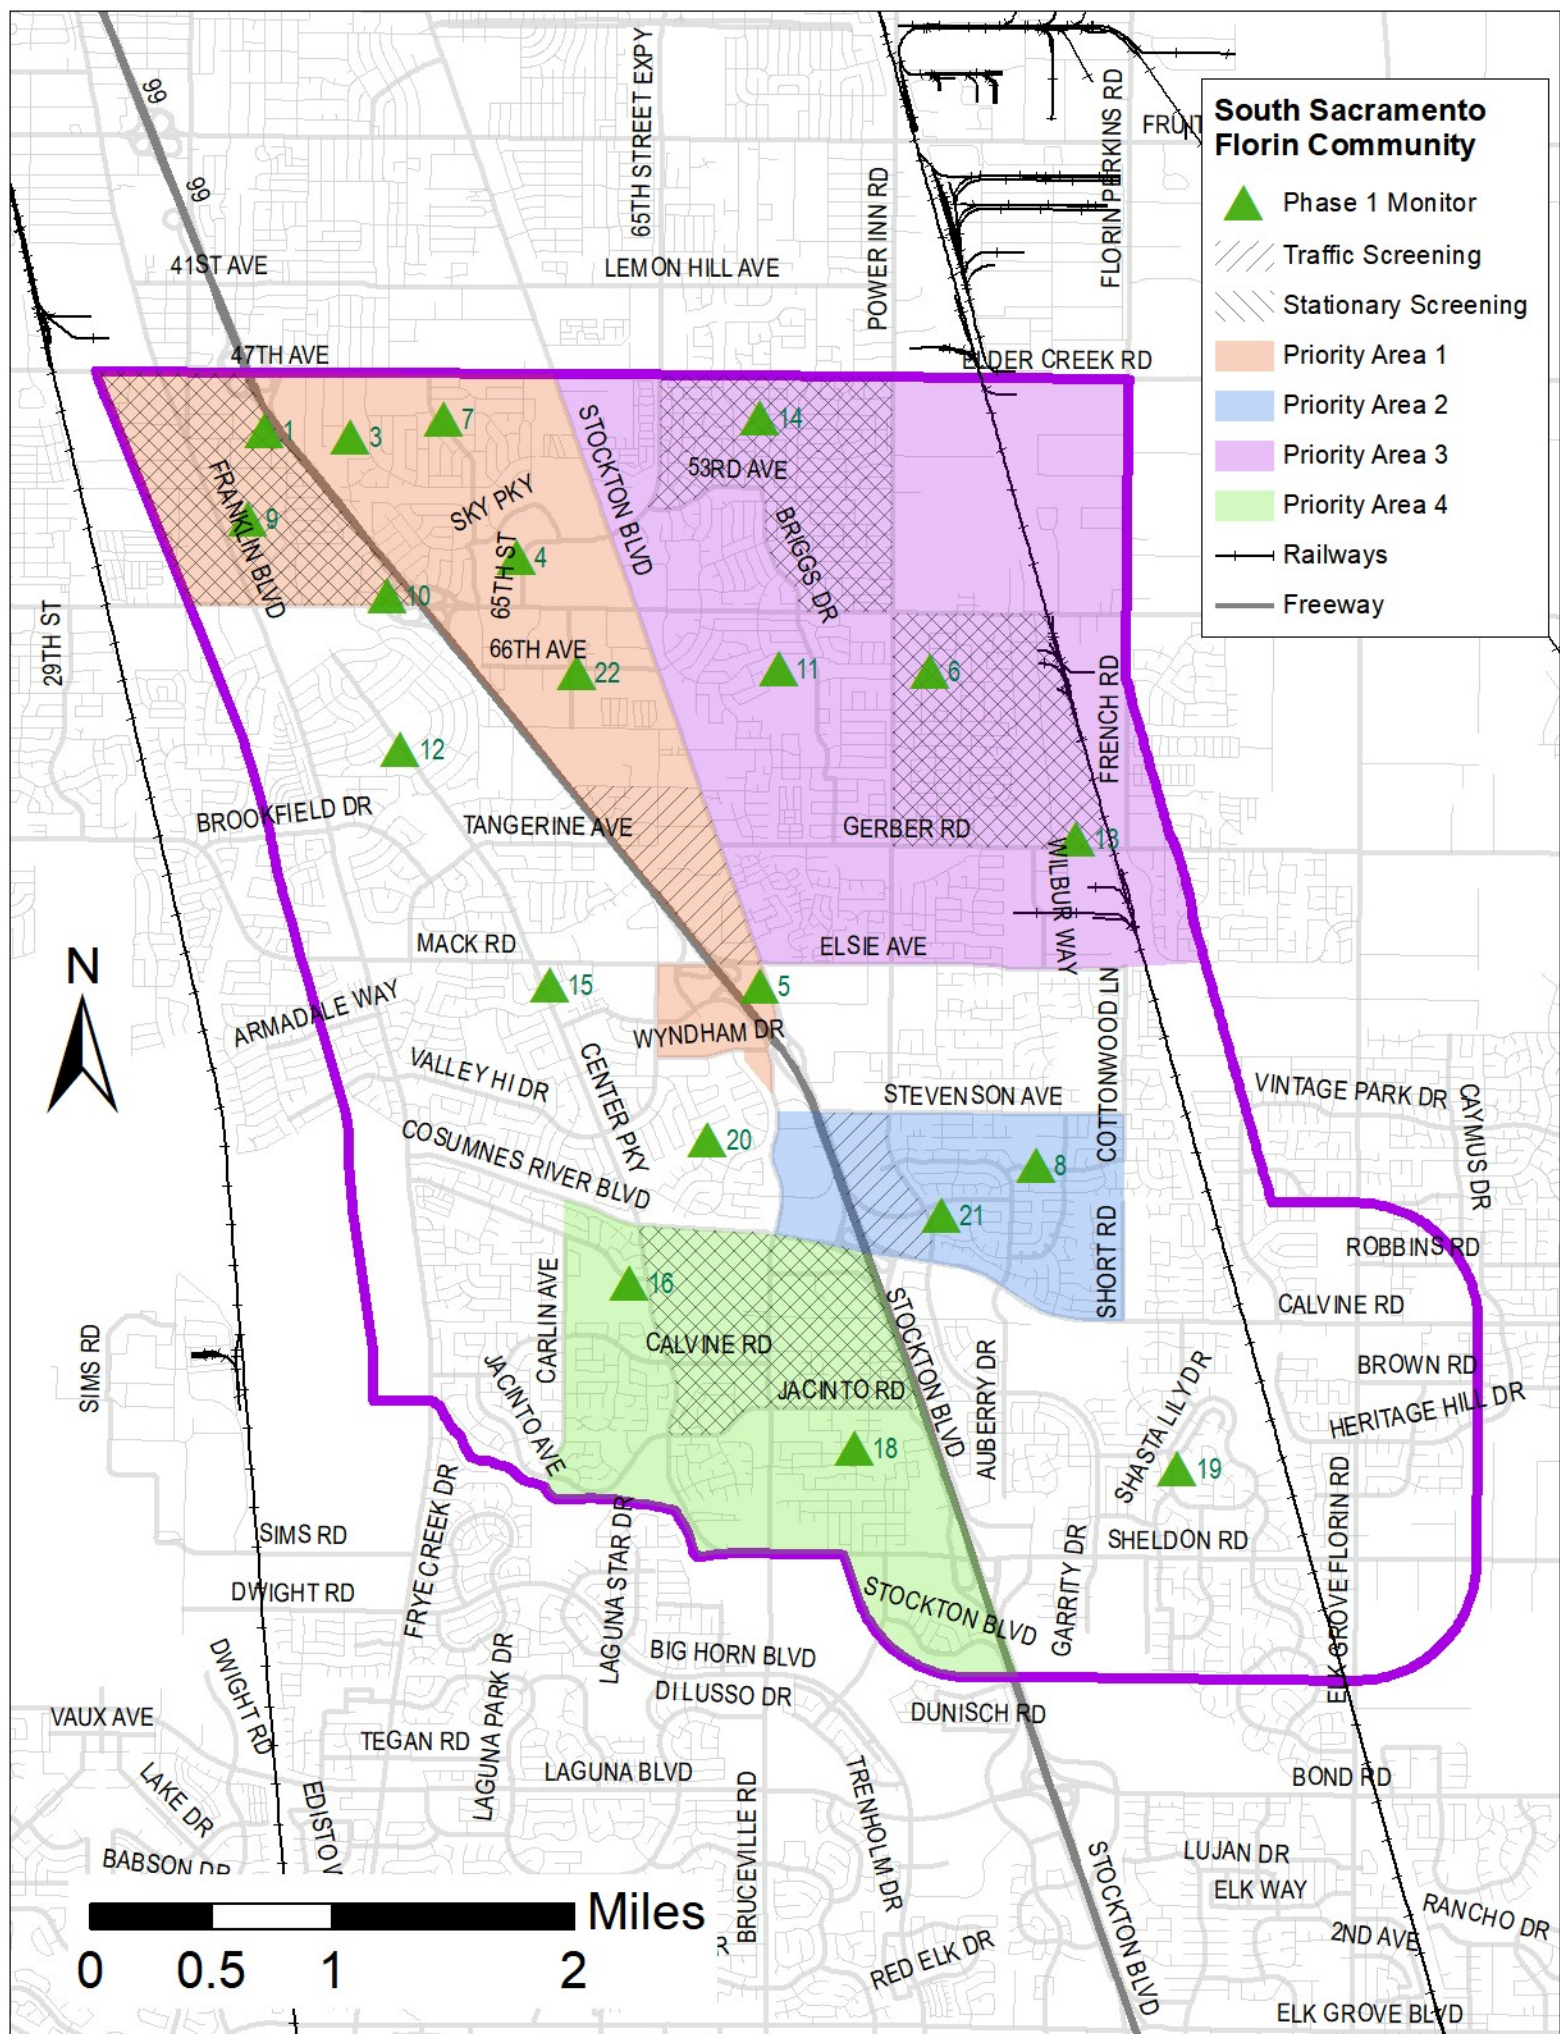 99
99
65TH STREET EXPY
POWER INN RD
FLORIN PERKINS RD
South Sacramento
Florin Community
Phase 1 Monitor
Traffic Screening
Stationary Screening
Priority Area 1
Priority Area 2
Priority Area 3
Priority Area 4
Railways
Freeway
41ST AVE
LEMON HILL AVE
47TH AVE
1
3
7
STOCKTON BLVD
14
53RD AVE
SKY PKY
BRIGGS DR
FRANKLIN BLVD
9
65TH ST
4
10
29TH ST
66TH AVE
22
11
6
FRENCH RD
12
BROOKFIELD DR
TANGERINE AVE
GERBER RD
13
WILBUR WAY
MACK RD
ELSIE AVE
N
ARMADALE WAY
15
5
WYNDHAM DR
COTTONWOOD LN
VALLEY HI DR
CENTER PKY
STEVENSON AVE
VINTAGE PARK DR
CAYMUS DR
COSUMNES RIVER BLVD
20
8
21
SHORT RD
ROBBINS RD
CARLIN AVE
16
STOCKTON BLVD
CALVINE RD
CALVINE RD
SIMS RD
JACINTO AVE
JACINTO RD
AUBERRY DR
SHASTA LILY DR
BROWN RD
HERITAGE HILL DR
18
19
FRYE CREEK DR
LAGUNA STAR DR
ELK GROVE FLORIN RD
SIMS RD
SHELDON RD
GARRITY DR
DWIGHT RD
STOCKTON BLVD
DWIGHT RD
LAGUNA PARK DR
BIG HORN BLVD
DI LUSSO DR
VAUX AVE
DUNISCH RD
TEGAN RD
LAGUNA BLVD
LAKE DR
BRUCEVILLE RD
TRENHOLM DR
BOND RD
STOCKTON BLVD
LUJAN DR
ELK WAY
RANCHO DR
2ND AVE
Miles
0 0.5 1 2
RED ELK DR
ELK GROVE BLVD